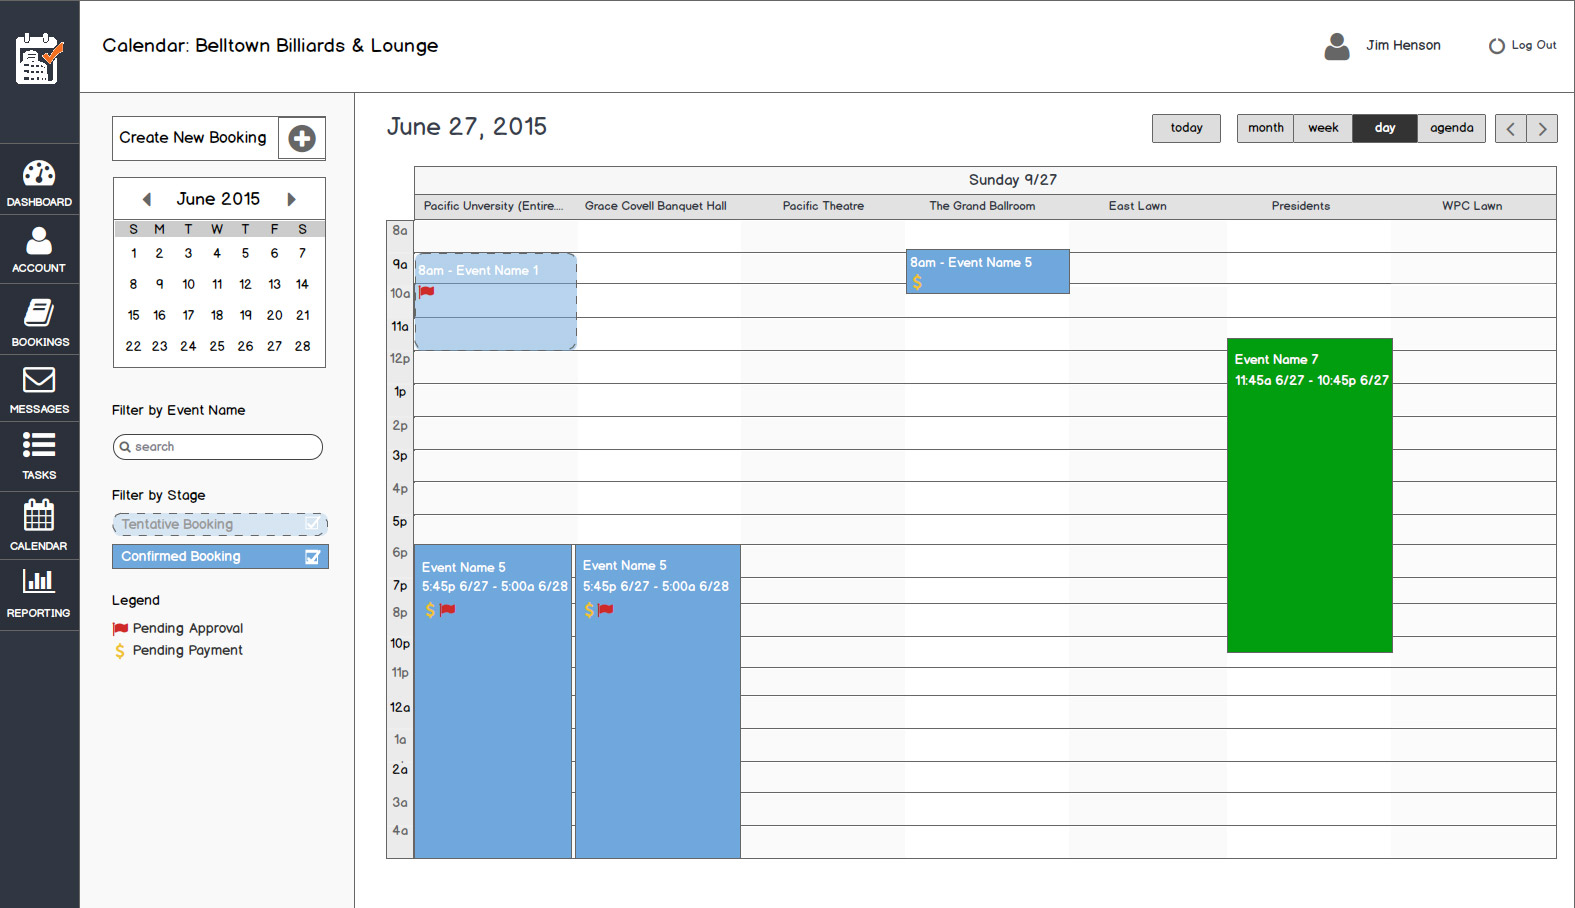 Calendar: Belltown Billiards & Lounge
Jim Henson
Log Out
DASHBOARD
ACCOUNT
BOOKINGS
MESSAGES
TASKS
CALENDAR
REPORTING
Create New Booking
June 2015
S M T W T F S
1 2 3 4 5 6 7
8 9 10 11 12 13 14
15 16 17 18 19 20 21
22 23 24 25 26 27 28
Filter by Event Name
search
Filter by Stage
Tentative Booking
Confirmed Booking
Legend
Pending Approval
$ Pending Payment
June 27, 2015
today
month week day agenda
Sunday 9/27
Pacific Unversity (Entire.... Grace Covell Banquet Hall Pacific Theatre The Grand Ballroom East Lawn Presidents WPC Lawn
8a
9a
10a
11a
12p
1p
2p
3p
4p
5p
6p
7p
8p
10p
11p
12a
1a
2a
3a
4a
8am - Event Name 1
8am - Event Name 5
$
Event Name 7
11:45a 6/27 - 10:45p 6/27
Event Name 5
5:45p 6/27 - 5:00a 6/28
$
Event Name 5
5:45p 6/27 - 5:00a 6/28
$